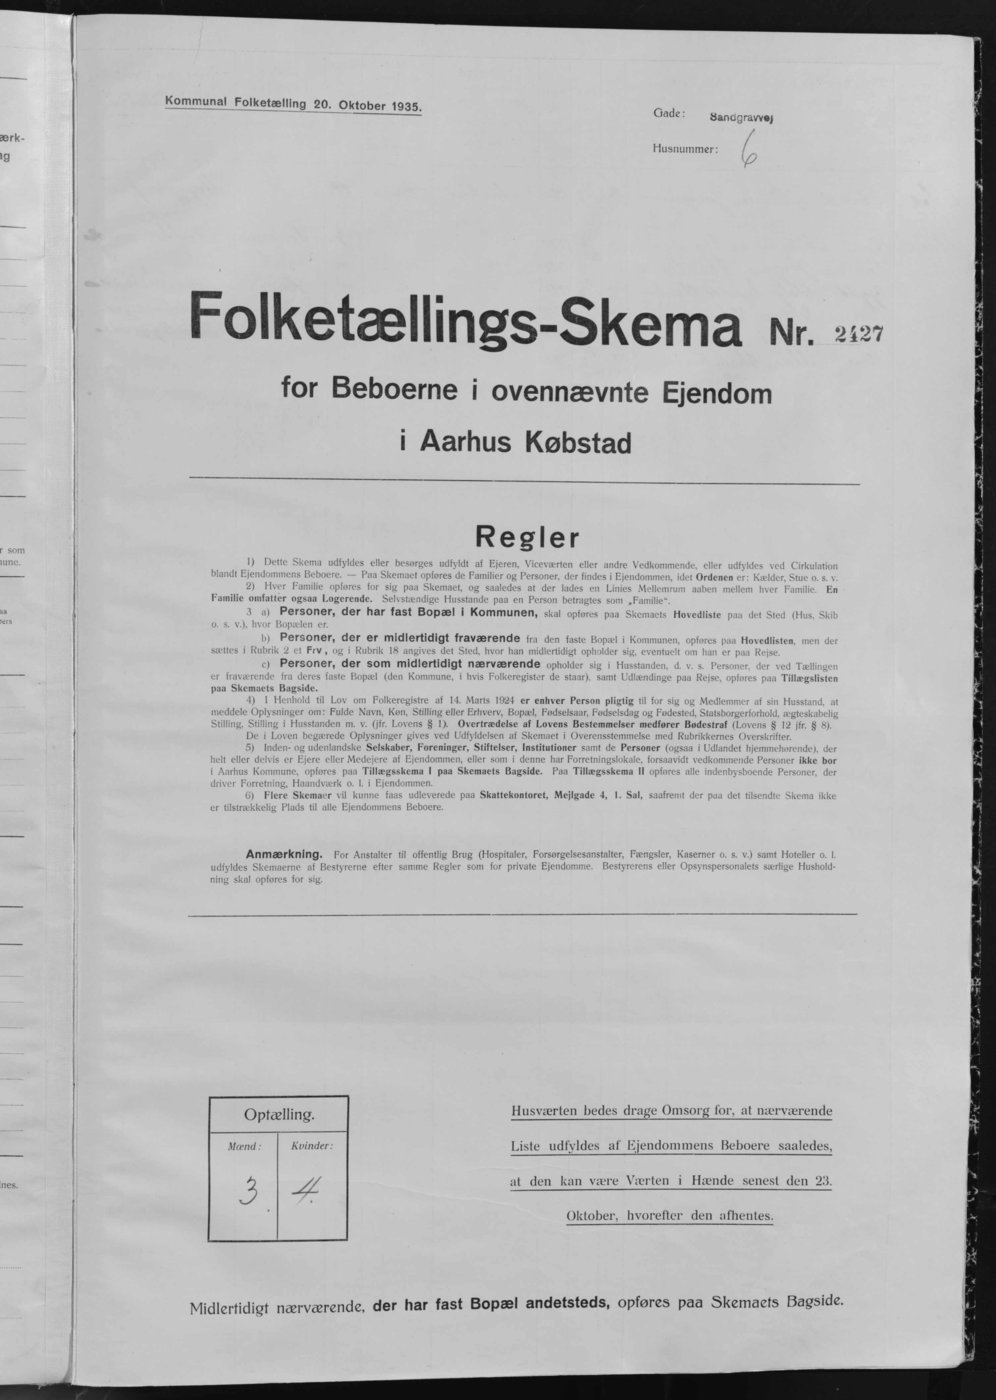 Kommunal Folketælling 20. Oktober 1935.
Gade: Sandgravvej
Husnummer: 6
Folketællings-Skema Nr. 2427
for Beboerne i ovennævnte Ejendom
i Aarhus Købstad
Regler
1) Dette Skema udfyldes eller besørges udfyldt af Ejeren, Viceværten eller andre Vedkommende, eller udfyldes ved Cirkulation
blandt Ejendommens Beboere. — Paa Skemaet opføres de Familier og Personer, der findes i Ejendommen, idet Ordenen er: Kælder, Stue o. s. v.
2) Hver Familie opføres for sig paa Skemaet, og saaledes at der lades en Linies Mellemrum aaben mellem hver Familie. En
Familie omfatter ogsaa Logerende. Selvstændige Husstande paa en Person betragtes som „Familie“.
3 a) Personer, der har fast Bopæl i Kommunen, skal opføres paa Skemaets Hovedliste paa det Sted (Hus, Skib
o. s. v.), hvor Bopælen er.
b) Personer, der er midlertidigt fraværende fra den faste Bopæl i Kommunen, opføres paa Hovedlisten, men der
sættes i Rubrik 2 et Frv., og i Rubrik 18 angives det Sted, hvor han midlertidigt opholder sig, eventuelt om han er paa Rejse.
c) Personer, der som midlertidigt nærværende opholder sig i Husstanden, d. v. s. Personer, der ved Tællingen
er fraværende fra deres faste Bopæl (den Kommune, i hvis Folkeregister de staar), samt Udlændinge paa Rejse, opføres paa Tillægslisten
paa Skemaets Bagside.
4) I Henhold til Lov om Folkeregistre af 14. Marts 1924 er enhver Person pligtig til for sig og Medlemmer af sin Husstand, at
meddele Oplysninger om: Fulde Navn, Køn, Stilling eller Erhverv, Bopæl, Fødselsaar, Fødselsdag og Fødested, Statsborgerforhold, ægteskabelig
Stilling, Stilling i Husstanden m. v. (jfr. Lovens § 1). Overtrædelse af Lovens Bestemmelser medfører Bødestraf (Lovens § 12 jfr. § 8).
De i Loven begærede Oplysninger gives ved Udfyldelsen af Skemaet i Overensstemmelse med Rubrikkernes Overskrifter.
5) Inden- og udenlandske Selskaber, Foreninger, Stiftelser, Institutioner samt de Personer (ogsaa i Udlandet hjemmehørende), der
helt eller delvis er Ejere eller Medejere af Ejendommen, eller som i denne har Forretningslokale, forsaavidt vedkommende Personer ikke bor
i Aarhus Kommune, opføres paa Tillægsskema I paa Skemaets Bagside. Paa Tillægsskema II opføres alle indenbysboende Personer, der
driver Forretning, Haandværk o. l. i Ejendommen.
6) Flere Skemaer vil kunne faas udleverede paa Skattekontoret, Mejlgade 4, 1. Sal, saafremt der paa det tilsendte Skema ikke
er tilstrækkelig Plads til alle Ejendommens Beboere.
Anmærkning. For Anstalter til offentlig Brug (Hospitaler, Forsørgelsesanstalter, Fængsler, Kaserner o. s. v.) samt Hoteller o. l.
udfyldes Skemaerne af Bestyrerne efter samme Regler som for private Ejendomme. Bestyrerens eller Opsynspersonalets særlige Hushold-
ning skal opføres for sig.
Optælling.
Mænd: Kvinder:
3 4
Husværten bedes drage Omsorg for, at nærværende
Liste udfyldes af Ejendommens Beboere saaledes,
at den kan være Værten i Hænde senest den 23.
Oktober, hvorefter den afhentes.
Midlertidigt nærværende, der har fast Bopæl andetsteds, opføres paa Skemaets Bagside.